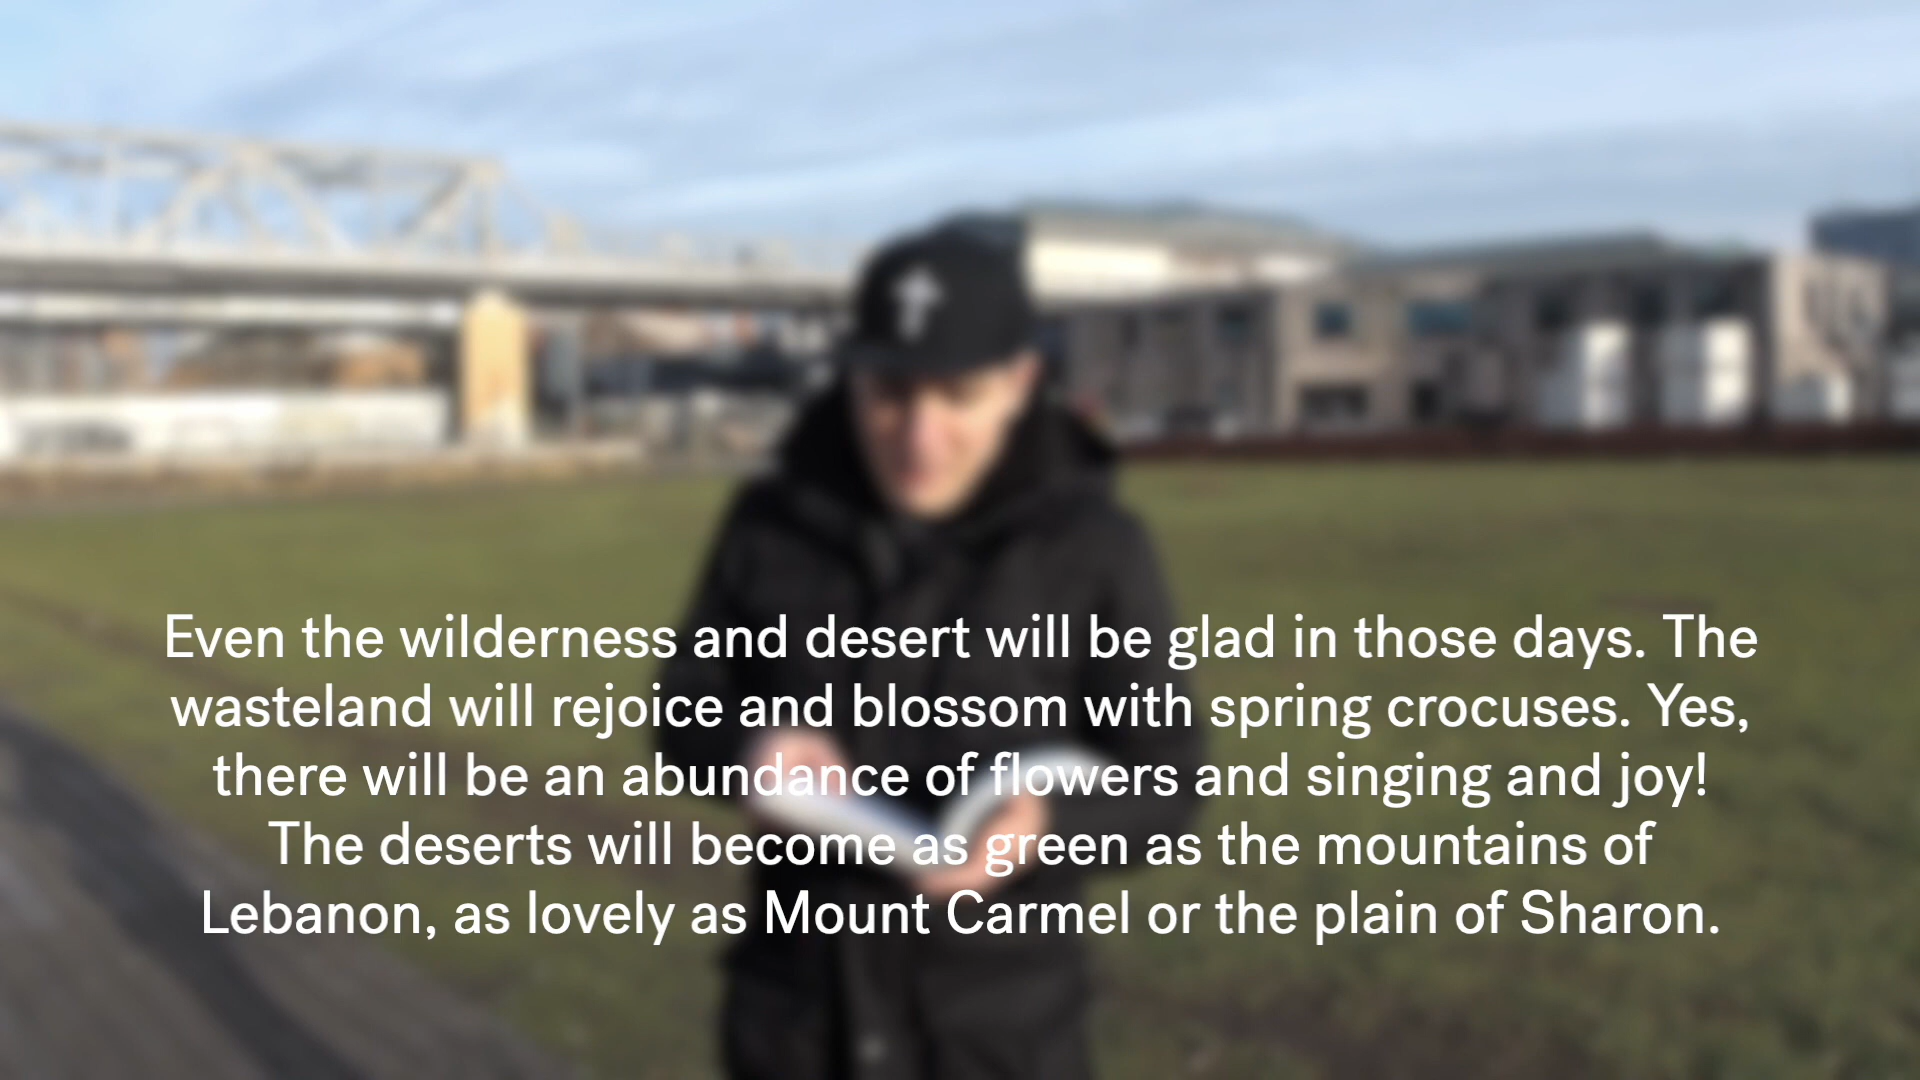 Even the wilderness and desert will be glad in those days. The
wasteland will rejoice and blossom with spring crocuses. Yes,
there will be an abundance of flowers and singing and joy!
The deserts will become as green as the mountains of
Lebanon, as lovely as Mount Carmel or the plain of Sharon.